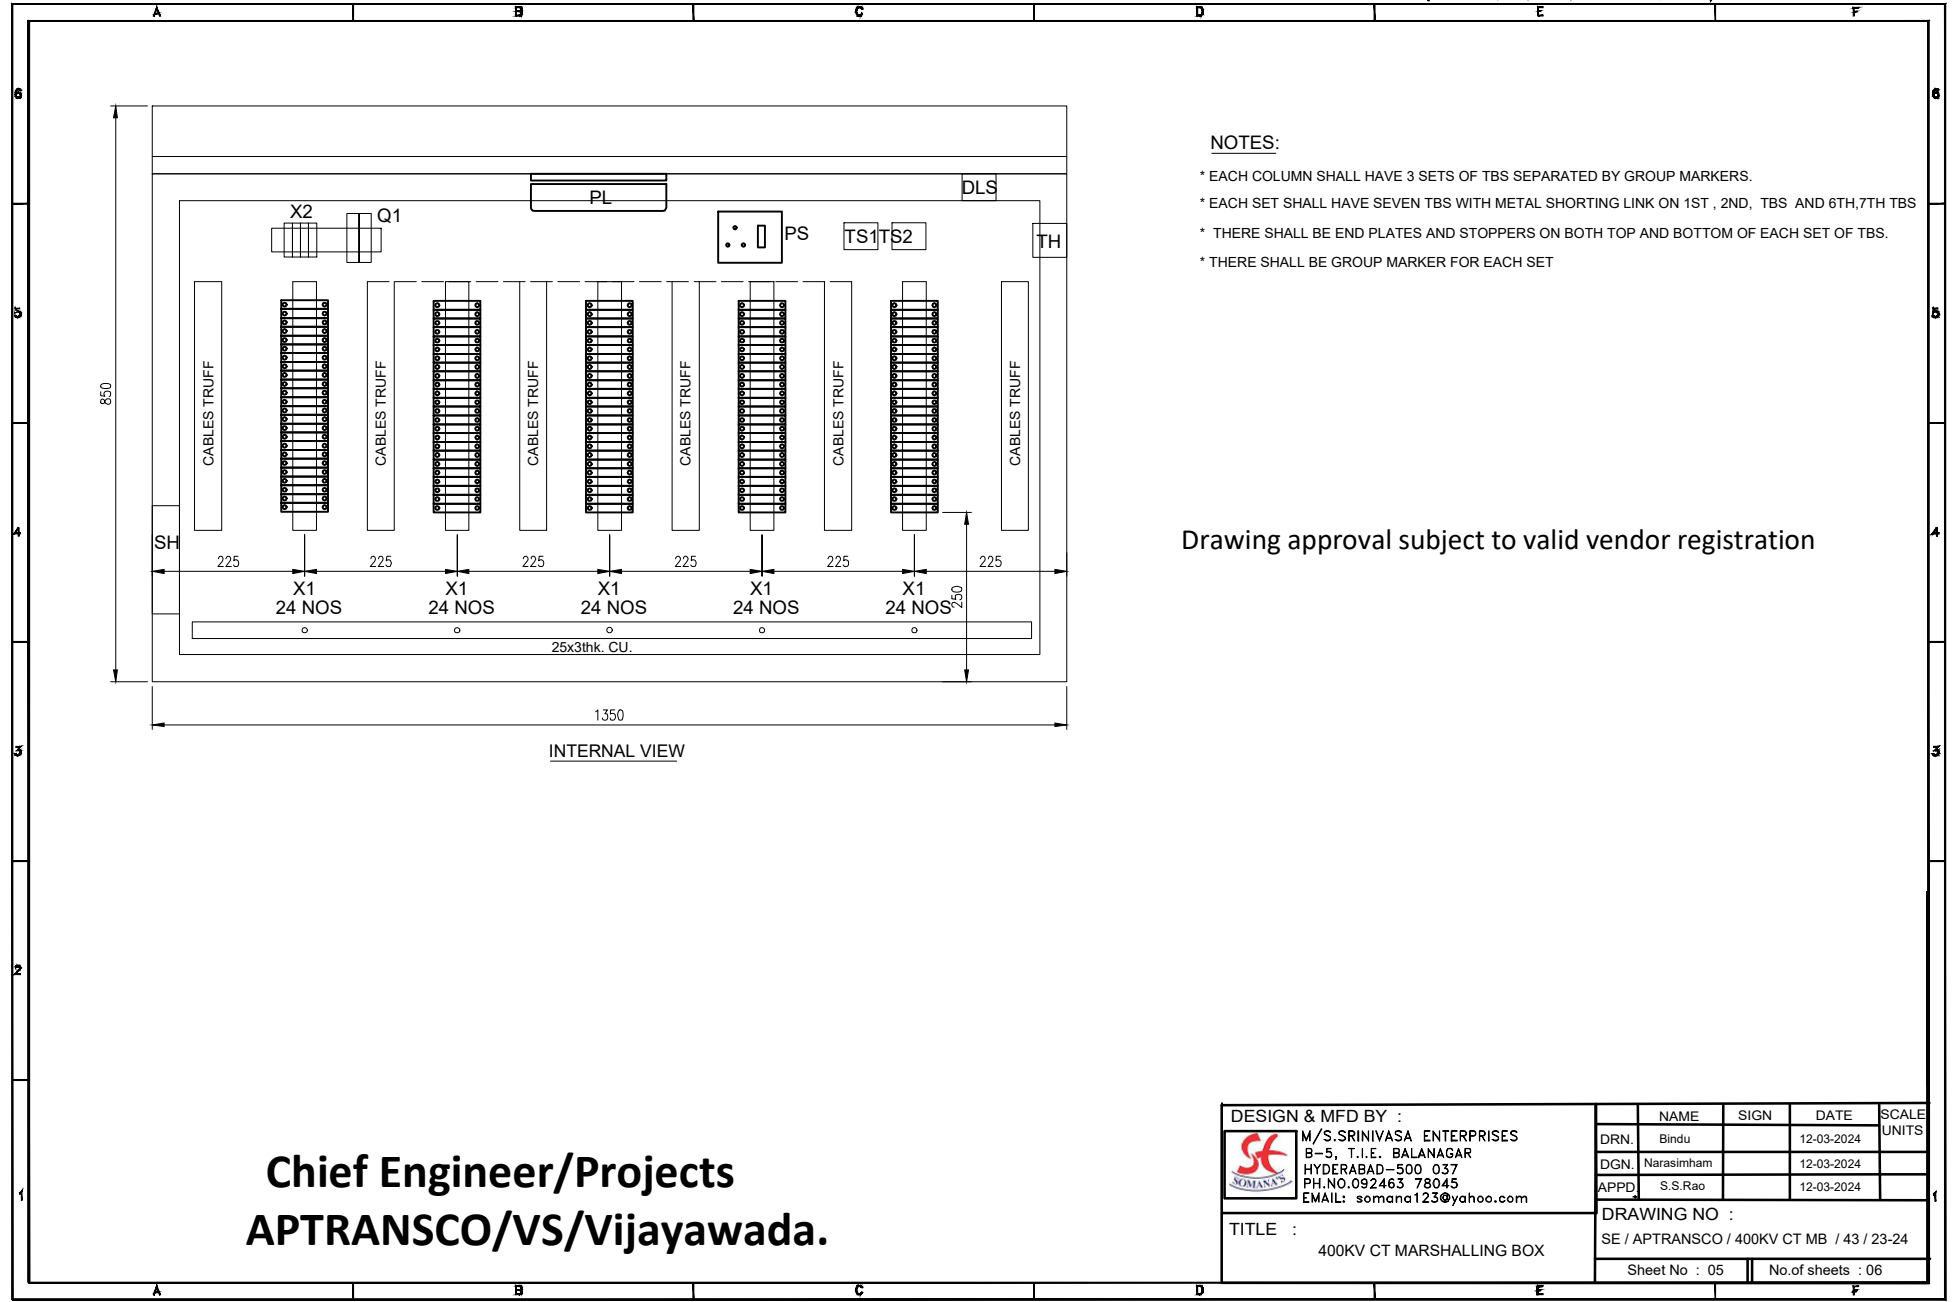 A B C D E F
6 6
5 5
4 4
3 3
2
1 1
PL
DLS
X2
Q1
PS
TS1TS2
TH
CABLES TRUFF
CABLES TRUFF
CABLES TRUFF
CABLES TRUFF
CABLES TRUFF
CABLES TRUFF
850
SH
225 225 225 225 225 225
X1 X1 X1 X1 X1
24 NOS 24 NOS 24 NOS 24 NOS 24 NOS
250
25x3thk. CU.
1350
INTERNAL VIEW
NOTES:
* EACH COLUMN SHALL HAVE 3 SETS OF TBS SEPARATED BY GROUP MARKERS.
* EACH SET SHALL HAVE SEVEN TBS WITH METAL SHORTING LINK ON 1ST , 2ND, TBS AND 6TH,7TH TBS
* THERE SHALL BE END PLATES AND STOPPERS ON BOTH TOP AND BOTTOM OF EACH SET OF TBS.
* THERE SHALL BE GROUP MARKER FOR EACH SET
Drawing approval subject to valid vendor registration
Chief Engineer/Projects
APTRANSCO/VS/Vijayawada.
DESIGN & MFD BY :
SE
SOMANA'S
M/S.SRINIVASA ENTERPRISES
B-5, T.I.E. BALANAGAR
HYDERABAD-500 037
PH.NO.092463 78045
EMAIL: somana123@yahoo.com
TITLE :
400KV CT MARSHALLING BOX
NAME SIGN DATE SCALE
UNITS
DRN. Bindu 12-03-2024
DGN. Narasimham 12-03-2024
APPD. S.S.Rao 12-03-2024
DRAWING NO :
SE / APTRANSCO / 400KV CT MB / 43 / 23-24
Sheet No : 05 No.of sheets : 06
A B C D E F